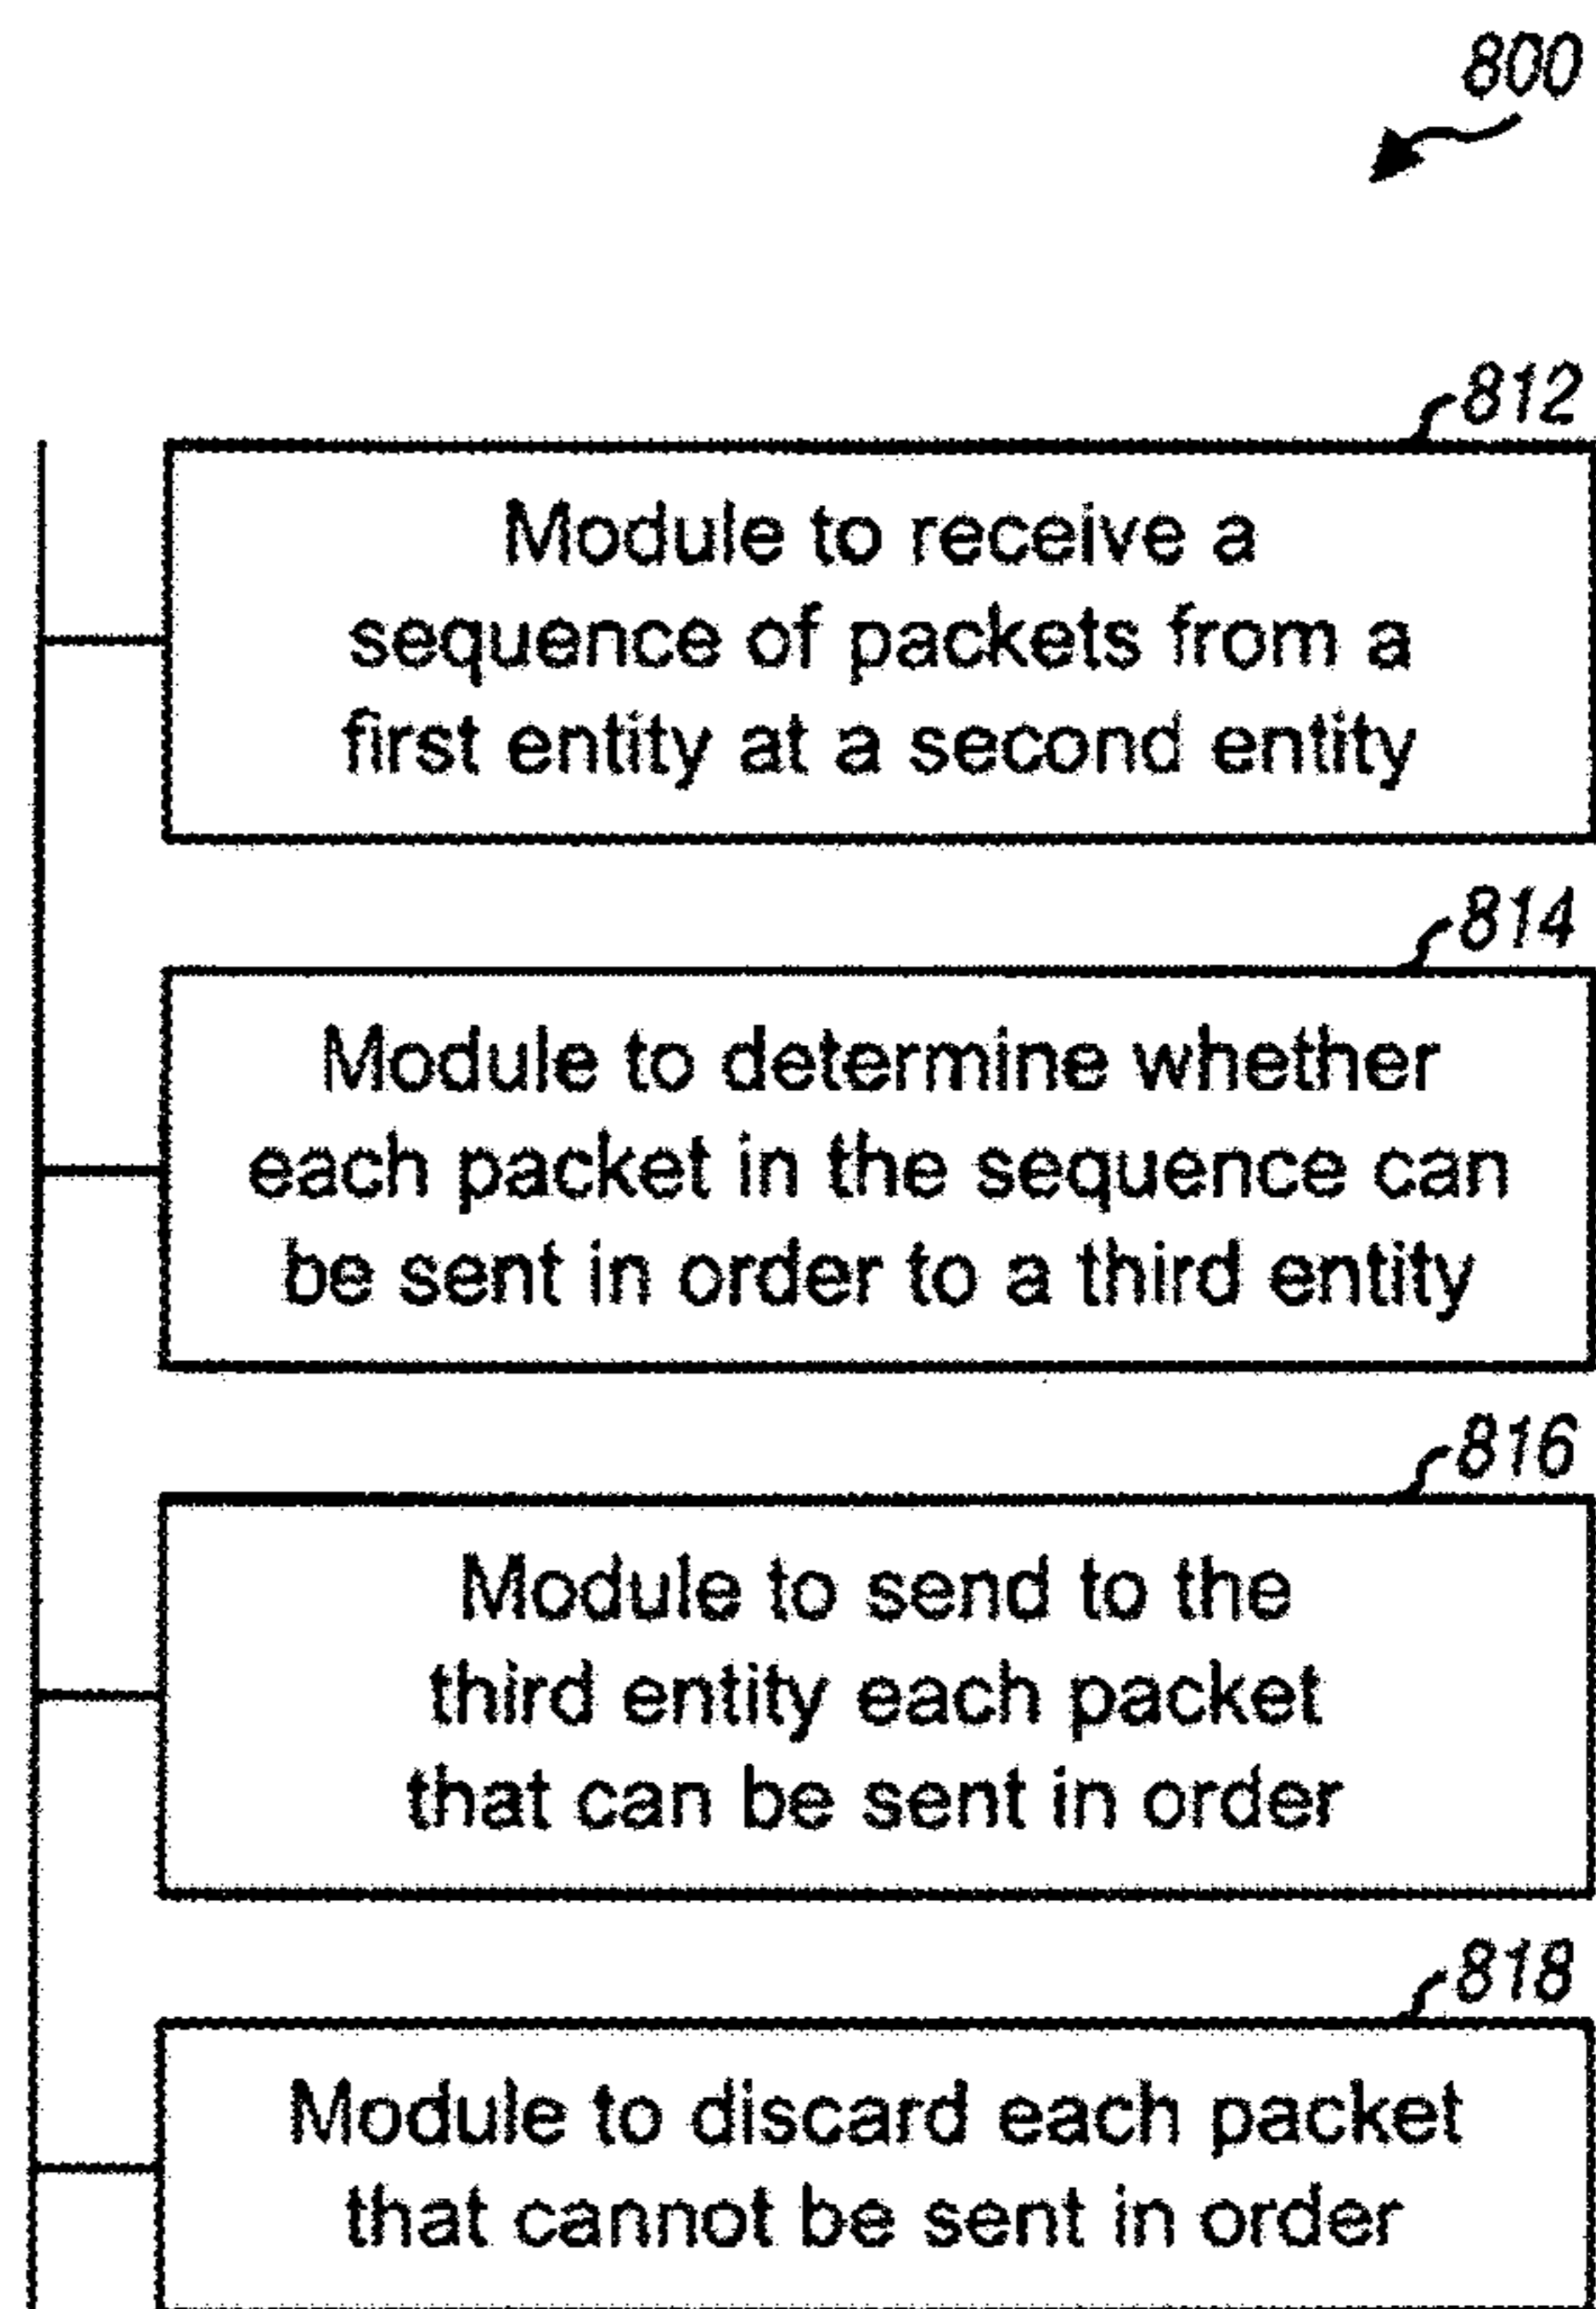 800
812
Module to receive a
sequence of packets from a
first entity at a second entity
814
Module to determine whether
each packet in the sequence can
be sent in order to a third entity
816
Module to send to the
third entity each packet
that can be sent in order
818
Module to discard each packet
that cannot be sent in order